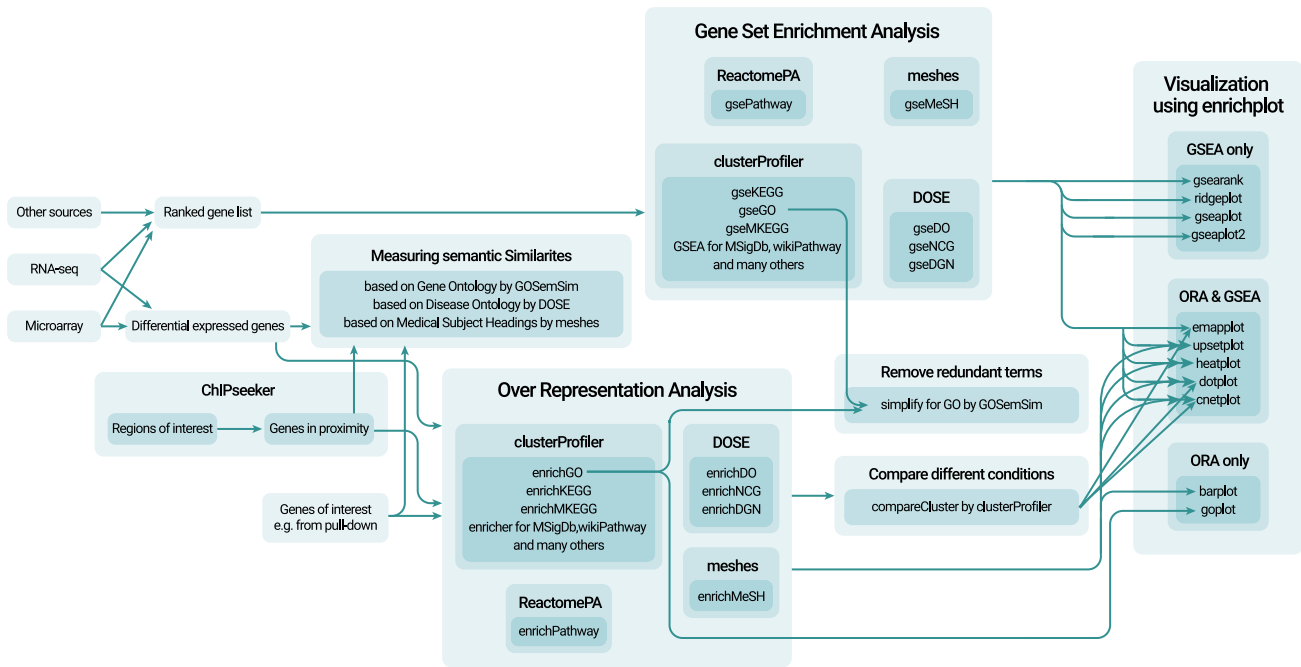 Gene Set Enrichment Analysis
ReactomePA
gsePathway
meshes
gseMeSH
clusterProfiler
gseKEGG
gseGO
gseMKEGG
GSEA for MSigDb, wikiPathway
and many others
DOSE
gseDO
gseNCG
gseDGN
Visualization
using enrichplot
GSEA only
gsearank
ridgeplot
gseaplot
gseaplot2
ORA & GSEA
emapplot
upsetplot
heatplot
dotplot
cnetplot
ORA only
barplot
goplot
Other sources
Ranked gene list
RNA-seq
Microarray
Differential expressed genes
Measuring semantic Similarites
based on Gene Ontology by GOSemSim
based on Disease Ontology by DOSE
based on Medical Subject Headings by meshes
ChIPseeker
Regions of interest
Genes in proximity
Genes of interest
e.g. from pull-down
Over Representation Analysis
clusterProfiler
enrichGO
enrichKEGG
enrichMKEGG
enricher for MSigDb,wikiPathway
and many others
DOSE
enrichDO
enrichNCG
enrichDGN
meshes
enrichMeSH
ReactomePA
enrichPathway
Remove redundant terms
simplify for GO by GOSemSim
Compare different conditions
compareCluster by clusterProfiler